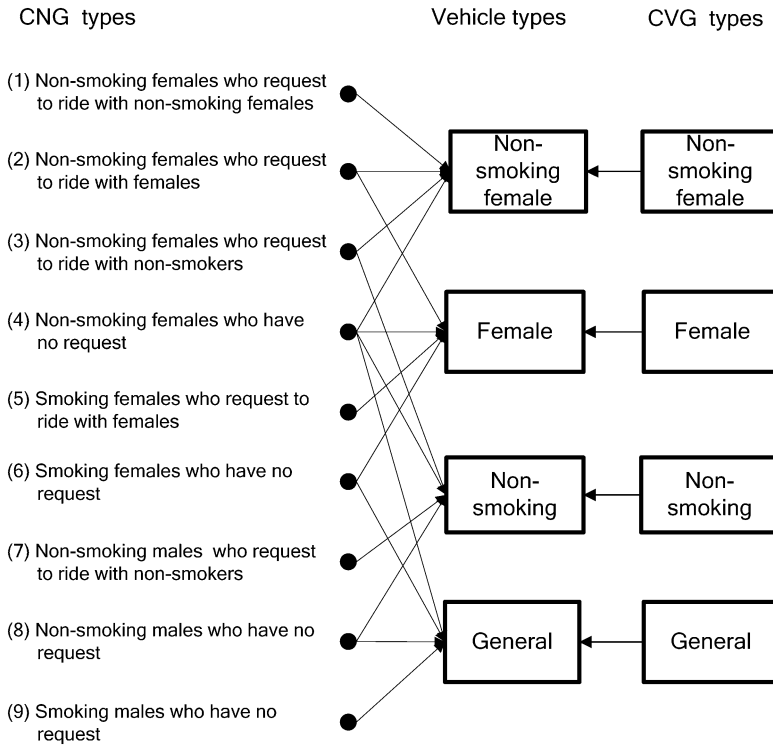 CNG types
Vehicle types
CVG types
(1) Non-smoking females who request
to ride with non-smoking females
(2) Non-smoking females who request
to ride with females
(3) Non-smoking females who request
to ride with non-smokers
(4) Non-smoking females who have
no request
(5) Smoking females who request to
ride with females
(6) Smoking females who have no
request
(7) Non-smoking males who request
to ride with non-smokers
(8) Non-smoking males who have no
request
(9) Smoking males who have no
request
Non-
smoking
female
Female
Non-
smoking
General
Non-
smoking
female
Female
Non-
smoking
General